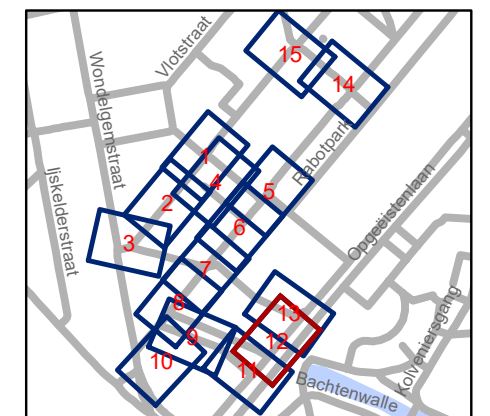 Vlotstraat
Wondelgemstraat
Ijskelderstraat
Rabotpark
Opgeëistenlaan
Kolveniersgang
Bachtenwalle
15
14
1
4
5
2
6
3
7
8
13
9
12
10
11